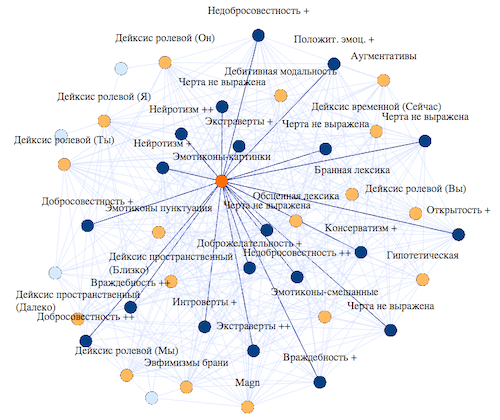 Недобросовестность +
Дейксис ролевой (Он)
Положит. эмоц. +
Аугментативы
Дебитивная модальность
Черта не выражена
Дейксис ролевой (Я)
Нейротизм ++
Дейксис временной (Сейчас)
Черта не выражена
Экстраверты +
Черта не выражена
Дейксис ролевой (Ты)
Нейротизм +
Эмотиконы-картинки
Бранная лексика
Дейксис ролевой (Вы)
Добросовестность +
Обсценная лексика
Эмотиконы пунктуация
Черта не выражена
Открытость +
Консерватизм +
Доброжелательность +
Недобросовестность ++
Дейксис пространственный
(Близко)
Гипотетическая
Враждебность ++
Эмотиконы-смешанные
Дейксис пространственный
(Далеко)
Интроверты +
Черта не выражена
Добросовестность ++
Экстраверты ++
Дейксис ролевой (Мы)
Враждебность +
Эвфимизмы брани
Magn